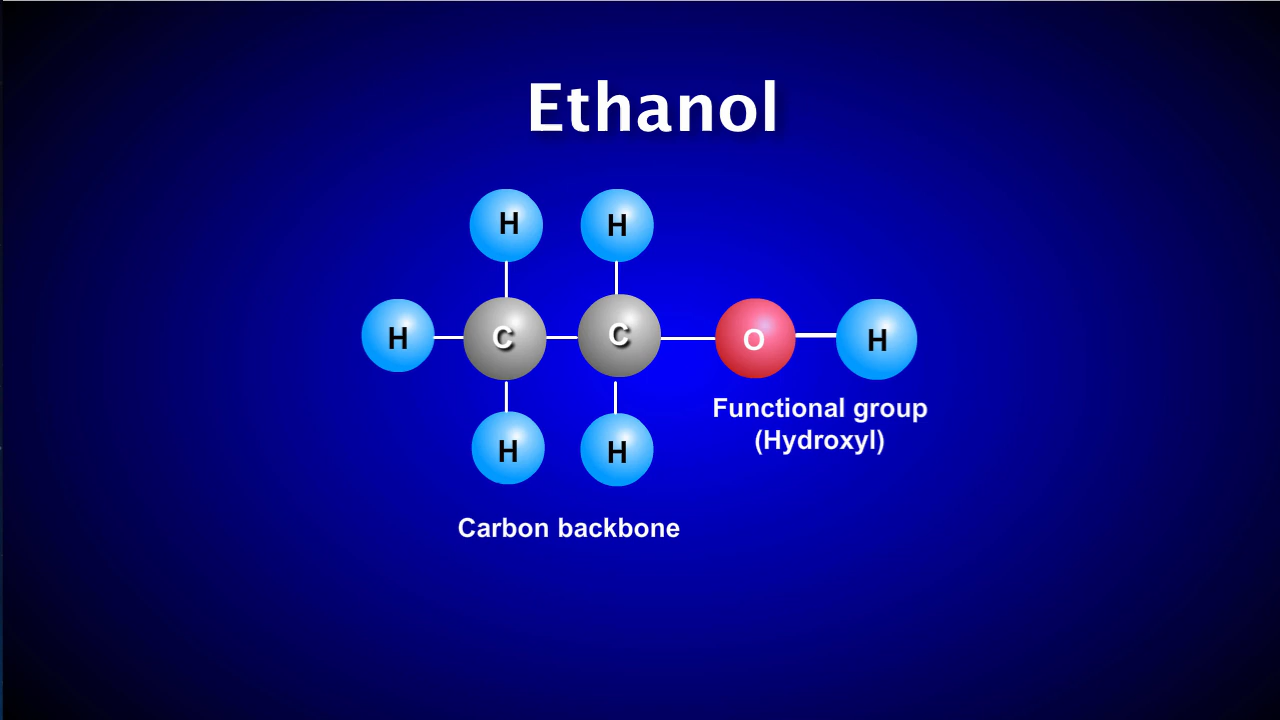 Ethanol
H H
H C C O H
Functional group
(Hydroxyl)
H H
Carbon backbone